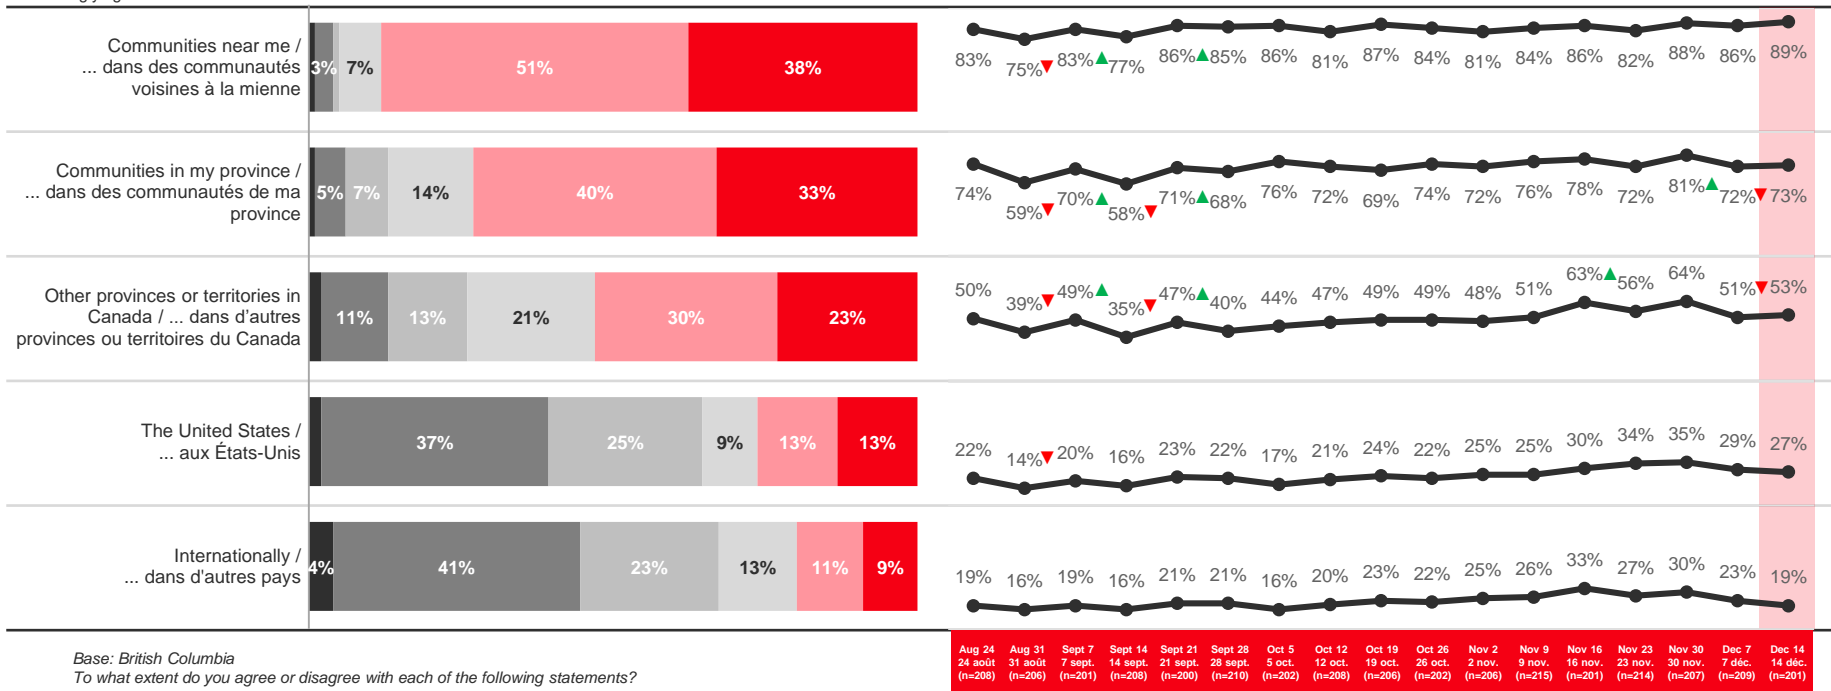 Communities near me /
... dans des communautés
voisines à la mienne
3% 7% 51% 38%
83% 75% 83% 77% 86% 85% 86% 81% 87% 84% 81% 84% 86% 82% 88% 86% 89%
Communities in my province /
... dans des communautés de ma
province
5% 7% 14% 40% 33%
74% 59% 70% 58% 71% 68% 76% 72% 69% 74% 72% 76% 78% 72% 81% 72% 73%
Other provinces or territories in
Canada / ... dans d'autres
provinces ou territoires du Canada
11% 13% 21% 30% 23%
50% 39% 49% 35% 47% 40% 44% 47% 49% 49% 48% 51% 63% 56% 64% 51% 53%
The United States /
... aux États-Unis
37% 25% 9% 13% 13%
22% 14% 20% 16% 23% 22% 17% 21% 24% 22% 25% 25% 30% 34% 35% 29% 27%
Internationally /
... dans d'autres pays
4% 41% 23% 13% 11% 9%
19% 16% 19% 16% 21% 21% 16% 20% 23% 22% 25% 26% 33% 27% 30% 23% 19%
Aug 24 Aug 31 Sept 7 Sept 14 Sept 21 Sept 28 Oct 5 Oct 12 Oct 19 Oct 26 Nov 2 Nov 9 Nov 16 Nov 23 Nov 30 Dec 7 Dec 14
24 août 31 août 7 sept. 14 sept. 21 sept. 28 sept. 5 oct. 12 oct. 19 oct. 26 oct. 2 nov. 9 nov. 16 nov. 23 nov. 30 nov. 7 déc. 14 déc.
(n=208) (n=206) (n=201) (n=208) (n=200) (n=210) (n=202) (n=208) (n=206) (n=202) (n=206) (n=215) (n=201) (n=214) (n=207) (n=209) (n=201)
Base: British Columbia
To what extent do you agree or disagree with each of the following statements?